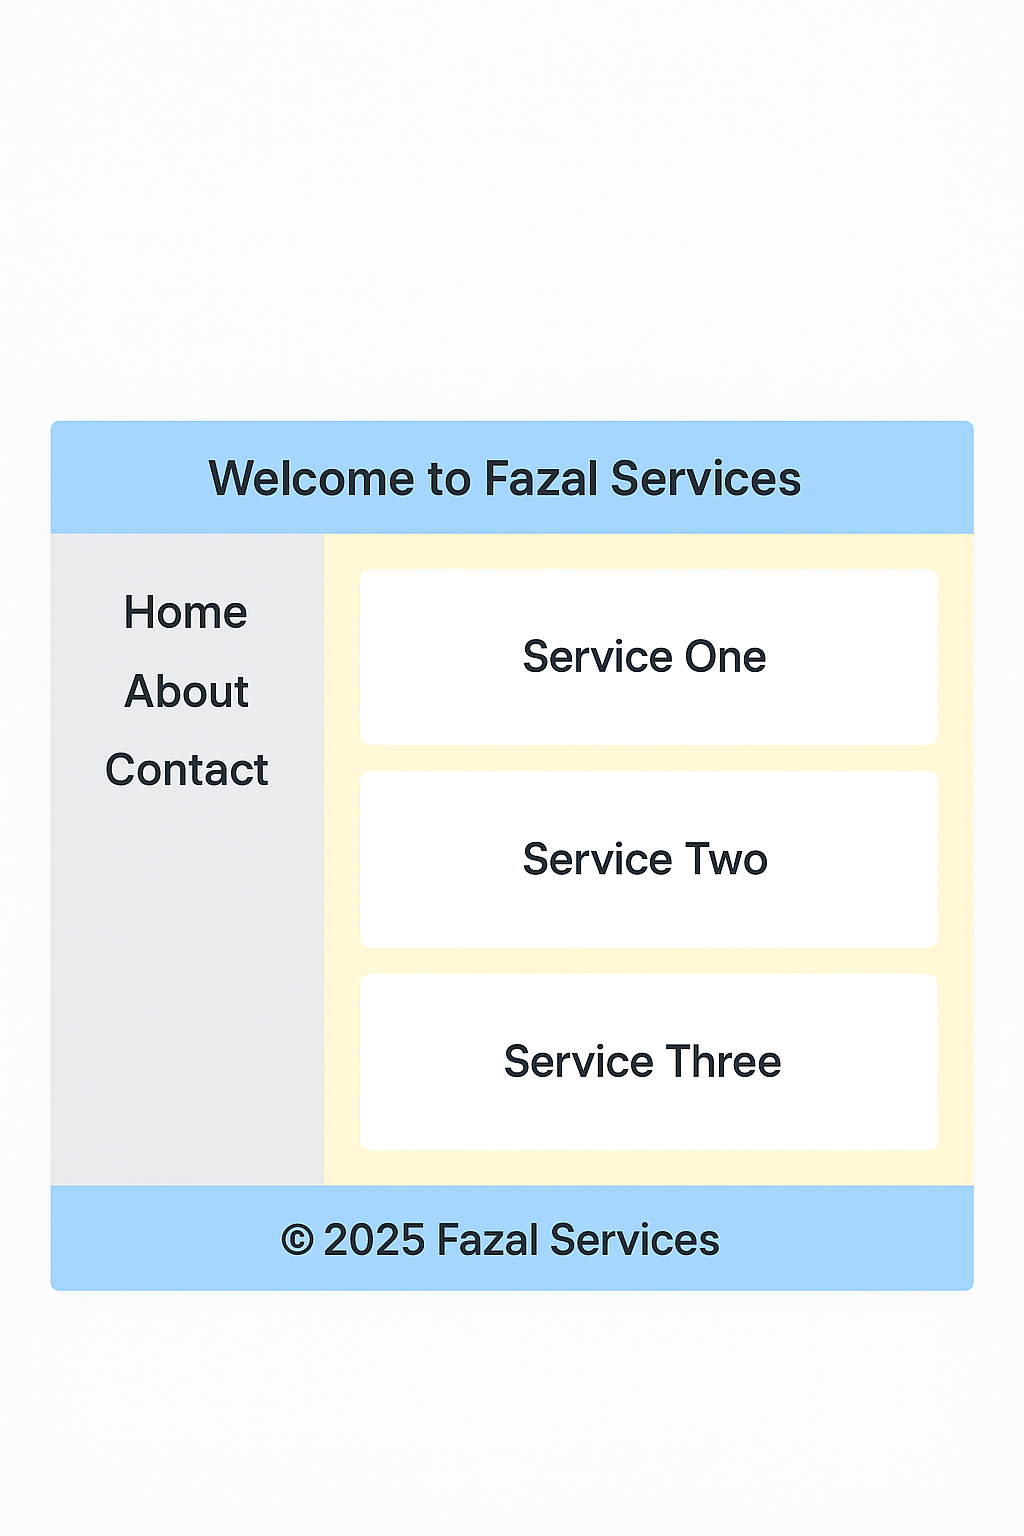 Welcome to Fazal Services
Home
About
Contact
Service One
Service Two
Service Three
© 2025 Fazal Services